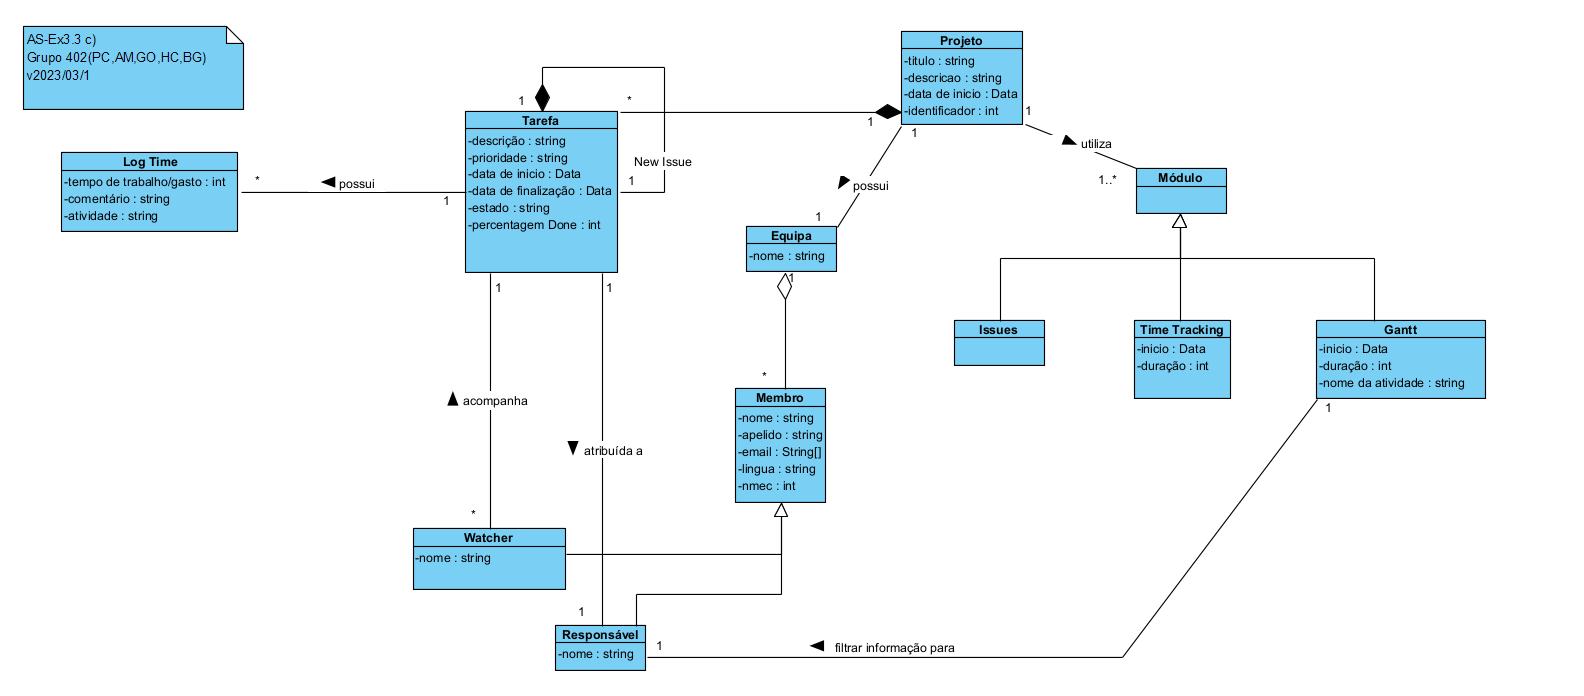 AS-Ex3.3 c)
Grupo 402(PC,AM,GO,HC,BG)
v2023/03/1
Projeto
-titulo : string
-descricao : string
-data de inicio : Data
-identificador : int
1
*
1
1
1
utiliza
1..*
Módulo
Tarefa
-descrição : string
-prioridade : string
-data de inicio : Data
-data de finalização : Data
-estado : string
-percentagem Done : int
New Issue
1
Log Time
-tempo de trabalho/gasto : int
-comentário : string
-atividade : string
*
possui
1
possui
1
Equipa
-nome : string
1
1
1
Issues
Time Tracking
-inicio : Data
-duração : int
Gantt
-inicio : Data
-duração : int
-nome da atividade : string
1
*
Membro
-nome : string
-apelido : string
-email : String[]
-lingua : string
-nmec : int
acompanha
atribuída a
*
Watcher
-nome : string
1
Responsável
-nome : string
1
filtrar informação para